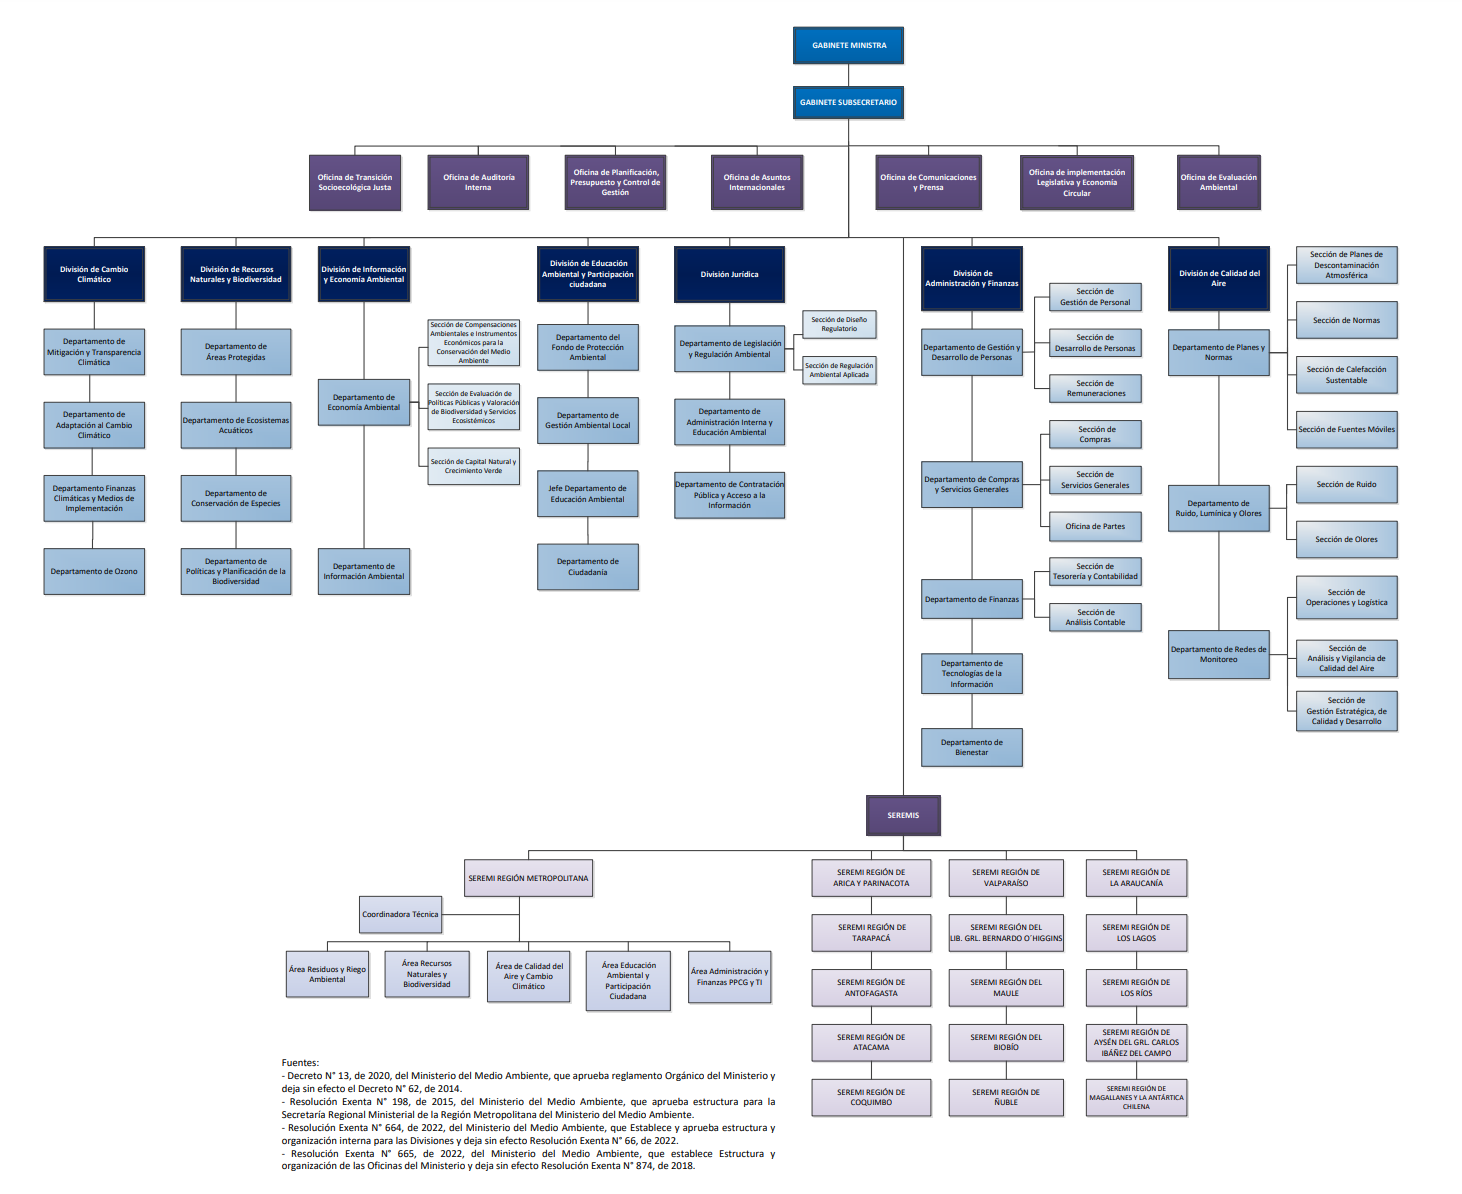 GABINETE MINISTRA
GABINETE SUBSECRETARIO
Oficina de Transición
Socioecológica Justa
Oficina de Auditoría
Interna
Oficina de Planificación,
Presupuesto y Control de
Gestión
Oficina de Asuntos
Internacionales
Oficina de Comunicaciones
y Prensa
Oficina de implementación
Legislativa y Economía
Circular
Oficina de Evaluación
Ambiental
División de Cambio
Climático
Departamento de
Mitigación y Transparencia
Climática
Departamento de
Adaptación al Cambio
Climático
Departamento Finanzas
Climáticas y Medios de
Implementación
Departamento de Ozono
División de Recursos
Naturales y Biodiversidad
Departamento de
Áreas Protegidas
Departamento de Ecosistemas
Acuáticos
Departamento de
Conservación de Especies
Departamento de
Políticas y Planificación de la
Biodiversidad
División de Información
y Economía Ambiental
Sección de Compensaciones
Ambientales e Instrumentos
Económicos para la
Conservación del Medio
Ambiente
Departamento de
Economía Ambiental
Sección de Evaluación de
Políticas Públicas y Valoración
de Biodiversidad y Servicios
Ecosistémicos
Sección de Capital Natural y
Crecimiento Verde
Departamento de
Información Ambiental
División de Educación
Ambiental y Participación
ciudadana
Departamento del
Fondo de Protección
Ambiental
Departamento de
Gestión Ambiental Local
Jefe Departamento de
Educación Ambiental
Departamento de
Ciudadanía
División Jurídica
Departamento de Legislación
y Regulación Ambiental
Sección de Diseño
Regulatorio
Sección de Regulación
Ambiental Aplicada
Departamento de
Administración Interna y
Educación Ambiental
Departamento de Contratación
Pública y Acceso a la
Información
División de
Administración y Finanzas
Departamento de Gestión y
Desarrollo de Personas
Sección de
Gestión de Personal
Sección de
Desarrollo de Personas
Sección de
Remuneraciones
Departamento de Compras
y Servicios Generales
Sección de
Compras
Sección de
Servicios Generales
Oficina de Partes
Departamento de Finanzas
Sección de
Tesorería y Contabilidad
Sección de
Análisis Contable
Departamento de
Tecnologías de la
Información
Departamento de
Bienestar
División de Calidad del
Aire
Departamento de Planes y
Normas
Sección de Planes de
Descontaminación
Atmosférica
Sección de Normas
Sección de Calefacción
Sustentable
Sección de Fuentes Móviles
Departamento de
Ruido, Lumínica y Olores
Sección de Ruido
Sección de Olores
Departamento de Redes de
Monitoreo
Sección de
Operaciones y Logística
Sección de
Análisis y Vigilancia de
Calidad del Aire
Sección de
Gestión Estratégica, de
Calidad y Desarrollo
SEREMIS
SEREMI REGIÓN METROPOLITANA
Coordinadora Técnica
Área Residuos y Riego
Ambiental
Área Recursos
Naturales y
Biodiversidad
Área de Calidad del
Aire y Cambio
Climático
Área Educación
Ambiental y
Participación
Ciudadana
Área Administración y
Finanzas PPCG y TI
SEREMI REGIÓN DE
ARICA Y PARINACOTA
SEREMI REGIÓN DE
TARAPACÁ
SEREMI REGIÓN DE
ANTOFAGASTA
SEREMI REGIÓN DE
ATACAMA
SEREMI REGIÓN DE
COQUIMBO
SEREMI REGIÓN DE
VALPARAÍSO
SEREMI REGIÓN DEL
LIB. GRL. BERNARDO O´HIGGINS
SEREMI REGIÓN DEL
MAULE
SEREMI REGIÓN DEL
BIOBÍO
SEREMI REGIÓN DE
ÑUBLE
SEREMI REGIÓN DE
LA ARAUCANÍA
SEREMI REGIÓN DE
LOS LAGOS
SEREMI REGIÓN DE
LOS RÍOS
SEREMI REGIÓN DE
AYSÉN DEL GRL. CARLOS
IBÁÑEZ DEL CAMPO
SEREMI REGIÓN DE
MAGALLANES Y LA ANTÁRTICA
CHILENA
Fuentes:
- Decreto N° 13, de 2020, del Ministerio del Medio Ambiente, que aprueba reglamento Orgánico del Ministerio y
deja sin efecto el Decreto N° 62, de 2014.
- Resolución Exenta N° 198, de 2015, del Ministerio del Medio Ambiente, que aprueba estructura para la
Secretaría Regional Ministerial de la Región Metropolitana del Ministerio del Medio Ambiente.
- Resolución Exenta N° 664, de 2022, del Ministerio del Medio Ambiente, que Establece y aprueba estructura y
organización interna para las Divisiones y deja sin efecto Resolución Exenta N° 66, de 2022.
- Resolución Exenta N° 665, de 2022, del Ministerio del Medio Ambiente, que establece Estructura y
organización de las Oficinas del Ministerio y deja sin efecto Resolución Exenta N° 874, de 2018.